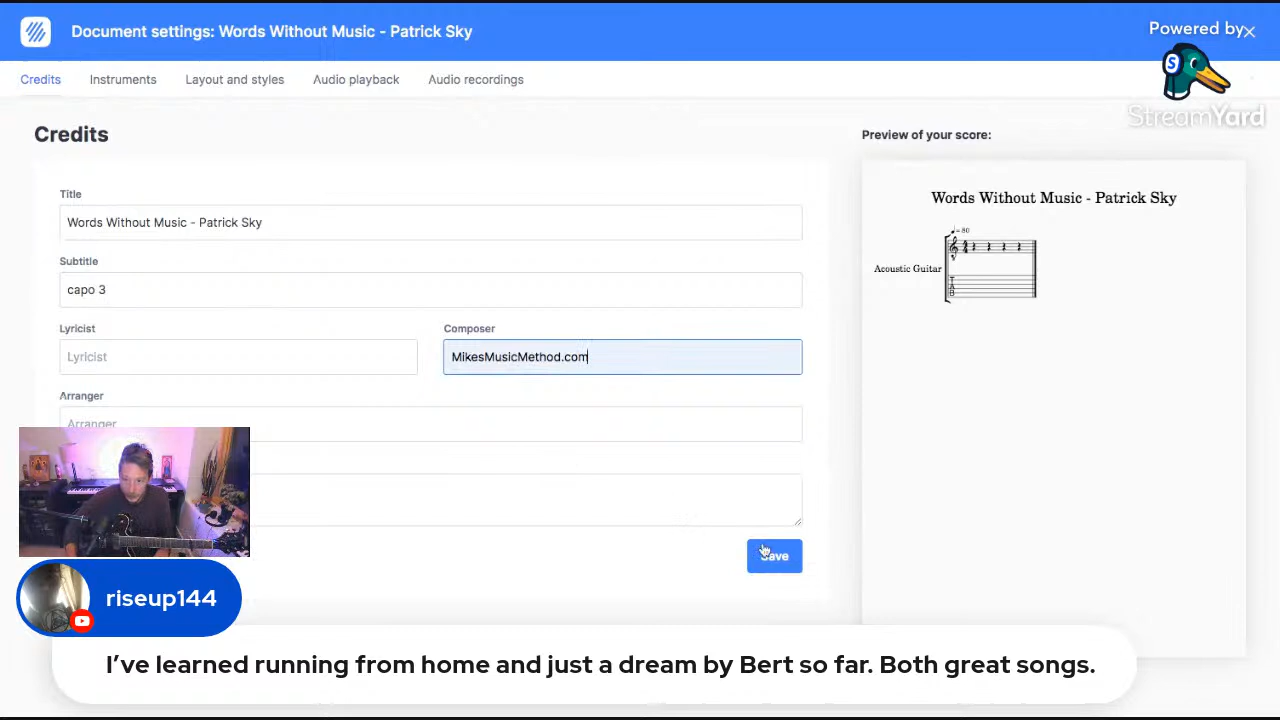 Document settings: Words Without Music - Patrick Sky
Powered by
StreamYard
Credits
Instruments
Layout and styles
Audio playback
Audio recordings
Credits
Title
Words Without Music - Patrick Sky
Subtitle
capo 3
Lyricist
Lyricist
Composer
MikesMusicMethod.com
Arranger
Arranger
Save
Preview of your score:
Words Without Music - Patrick Sky
♩= 80
Acoustic Guitar
riseup144
I’ve learned running from home and just a dream by Bert so far. Both great songs.